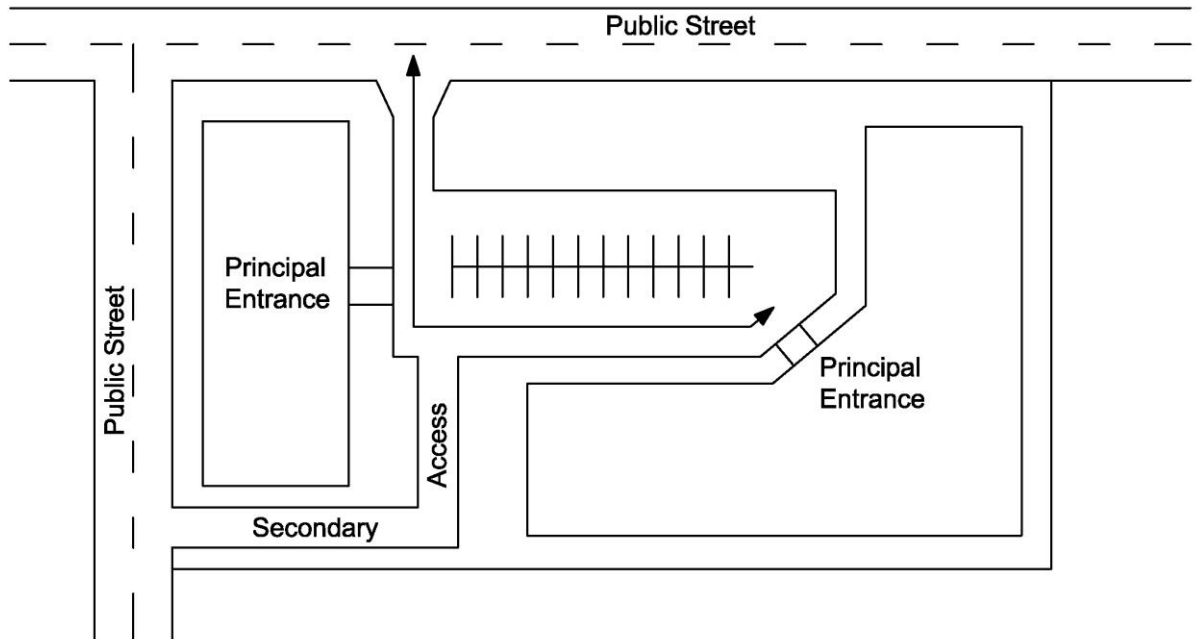 Public Street
Principal
Entrance
Public Street
Principal
Entrance
Access
Secondary